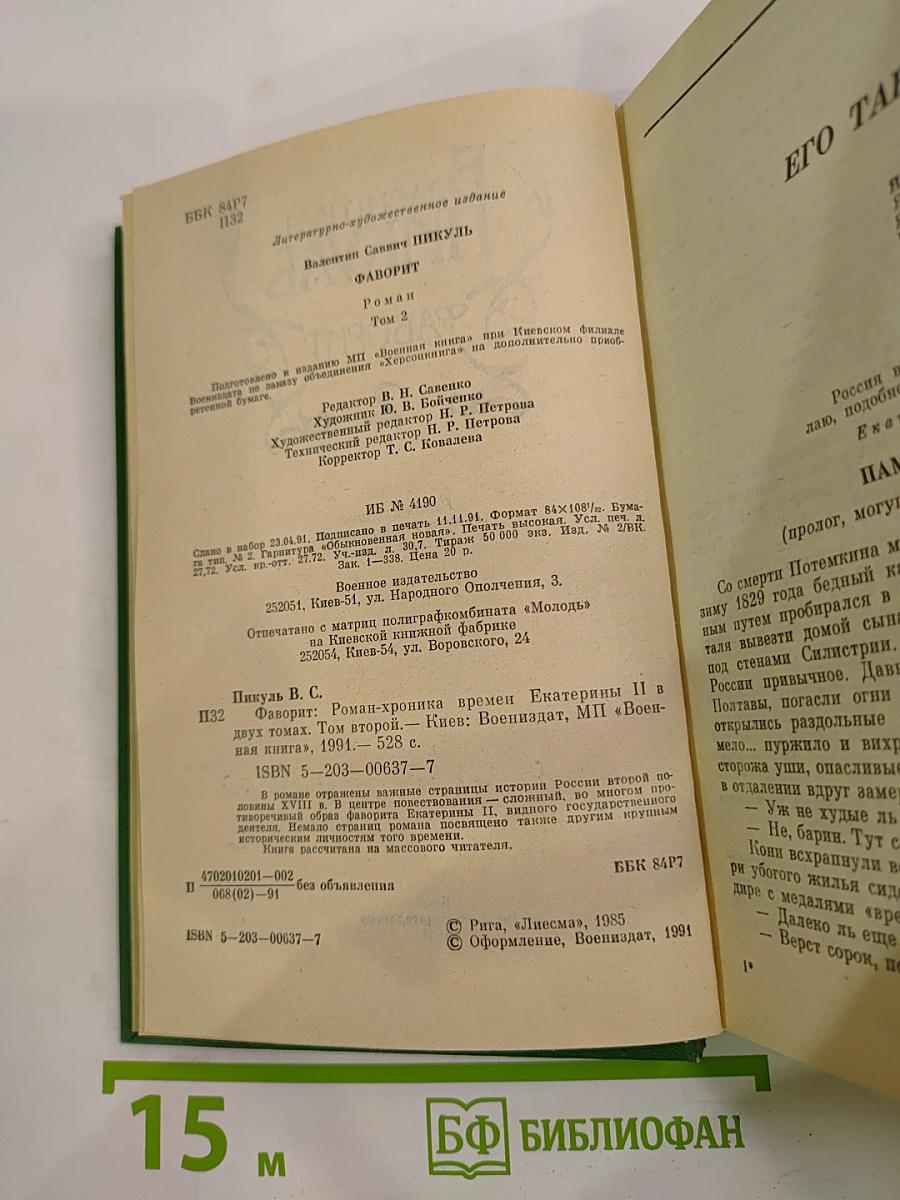 ББК 84Р7
П32
Литературно-художественное издание
Валентин Саввич ПИКУЛЬ
ФАВОРИТ
Роман
Том 2
Подготовлено к изданию МП «Военная книга» при Киевском филиале
Воениздата по заказу объединения «Херсонкнига» на дополнительно приоб-
ретенной бумаге.
Редактор В. Н. Савенко
Художник Ю. В. Бойченко
Художественный редактор Н. Р. Петрова
Технический редактор Н. Р. Петрова
Корректор Т. С. Ковалева
ИБ № 4190
Сдано в набор 23.04.91. Подписано в печать 11.11.91. Формат 84×108¹/₃₂. Бума-
га тип. № 2. Гарнитура «Обыкновенная новая». Печать высокая. Усл. печ. л.
27,72. Усл. кр.-отт. 27.72. Уч.-изд. л. 30,7. Тираж 50 000 экз. Изд. № 2/ВК.
Зак. 1—338. Цена 20 р.
Военное издательство
252051, Киев-51, ул. Народного Ополчения, 3.
Отпечатано с матриц полиграфкомбината «Молодь»
на Киевской книжной фабрике
252054, Киев-54, ул. Воровского, 24
Пикуль В. С.
П32 Фаворит: Роман-хроника времен Екатерины II в
двух томах. Том второй.— Киев: Воениздат, МП «Воен-
ная книга», 1991.— 528 с.
ISBN 5—203—00637—7
В романе отражены важные страницы истории России второй по-
ловины XVIII в. В центре повествования — сложный, во многом про-
тиворечивый образ фаворита Екатерины II, видного государственного
деятеля. Немало страниц романа посвящено также другим крупным
историческим личностям того времени.
Книга рассчитана на массового читателя.
П 4702010201—002
068(02)—91 без объявления
ББК 84Р7
ISBN 5—203—00637—7
© Рига, «Лиесма», 1985
© Оформление, Воениздат, 1991
ЕГО ТА
Россия в
лаю, подобно
Екат
ПАМ
(пролог, могу
Со смерти Потемкина м
зиму 1829 года бедный ка
ным путем пробирался в
таля вывезти домой сына
под стенами Силистрии.
России привычное. Дав
Полтавы, погасли огни
открылись раздольные
мело... пуржило и вихр
сторожа уши, опасливые
в отдалении вдруг замер
— Уж не худые ль
— Не, барин. Тут с
Кони всхрапнули в
ри убогого жилья сид
дире с медалями «вре
— Далеко ль еще
— Верст сорок, по
1*
15 м
БФ БИБЛИОФАН